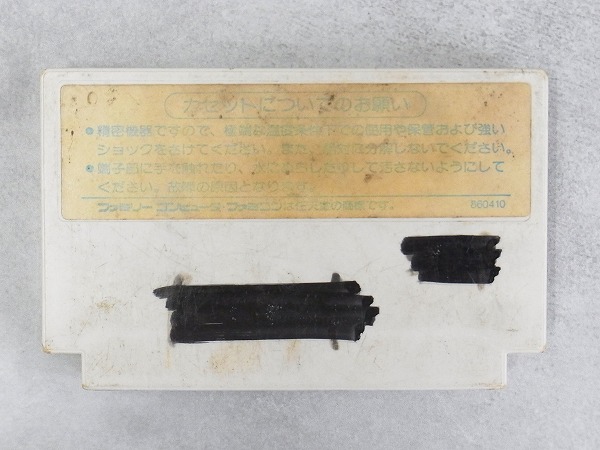 カセットについてのお願い
●精密機器ですので、極端な温度条件下での使用や保管および強い
ショックをさけてください。また、絶対に分解しないでください。
●端子部に手を触れたり、水にぬらしたりして汚さないようにして
ください。故障の原因となります。
ファミリーコンピュータ・ファミコンは任天堂の商標です。
860410